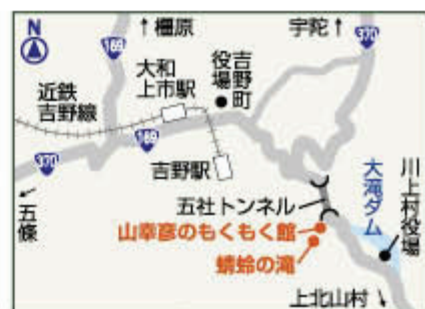 N
169
↑橿原
宇陀↑
370
大和
上市駅
吉野町
役場
近鉄
吉野線
169
370
吉野駅
↙五條
五社トンネル
大滝ダム
川上村役場
山幸彦のもくもく館
蜻蛉の滝
上北山村↓